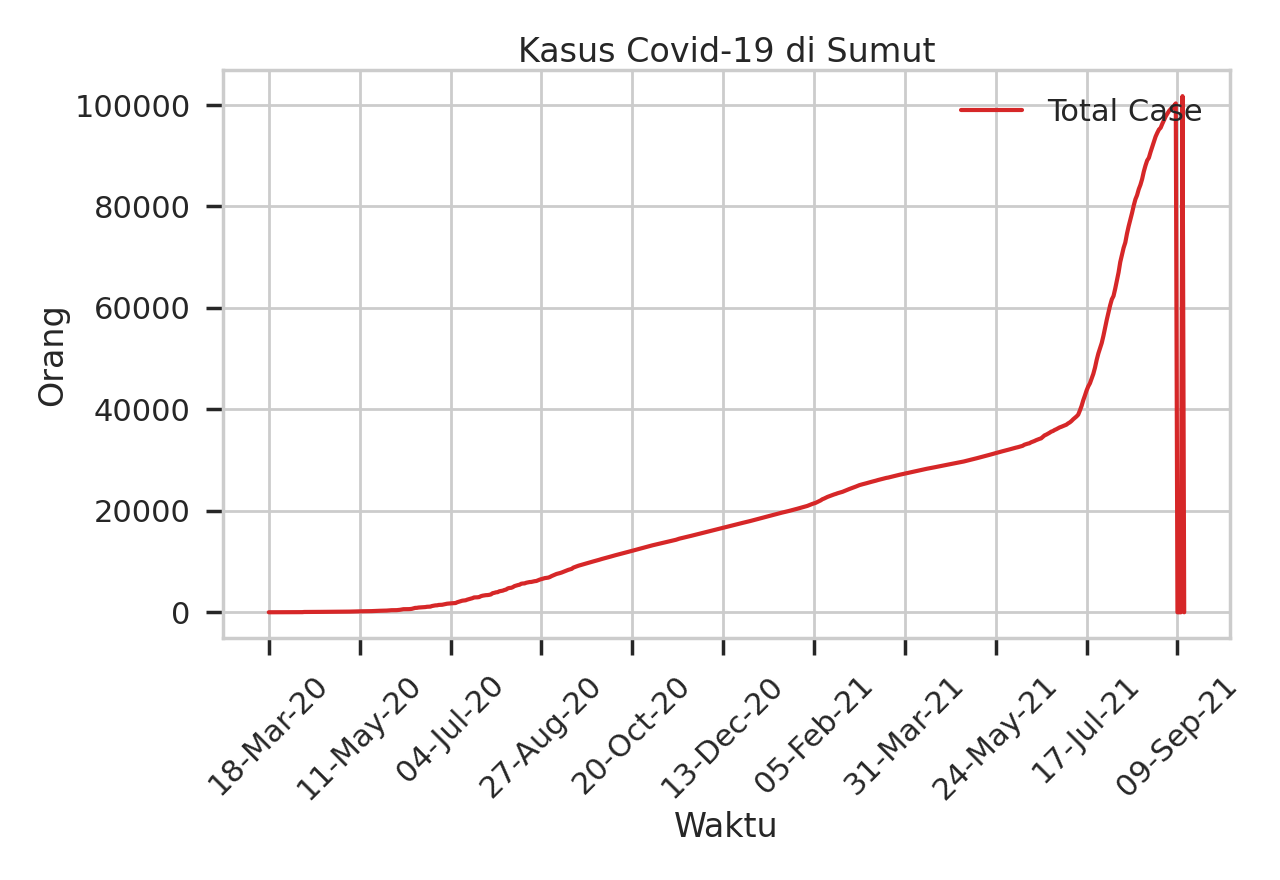 Kasus Covid-19 di Sumut
Total Case
100000
80000
60000
40000
20000
0
Orang
18-Mar-20
11-May-20
04-Jul-20
27-Aug-20
20-Oct-20
13-Dec-20
05-Feb-21
31-Mar-21
24-May-21
17-Jul-21
09-Sep-21
Waktu